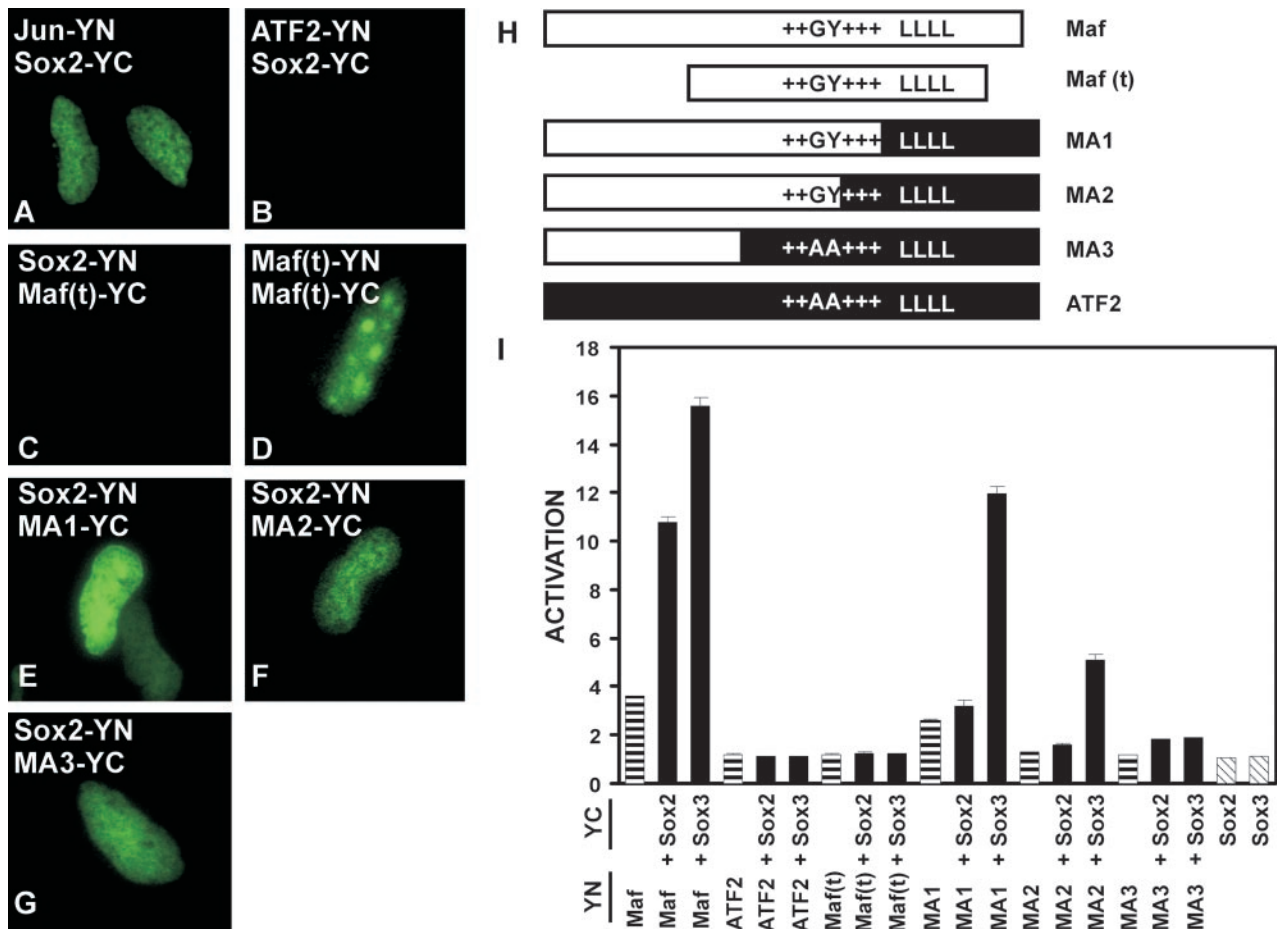 Jun-YN
Sox2-YC
A
ATF2-YN
Sox2-YC
B
Sox2-YN
Maf(t)-YC
C
Maf(t)-YN
Maf(t)-YC
D
Sox2-YN
MA1-YC
E
Sox2-YN
MA2-YC
F
Sox2-YN
MA3-YC
G
H
++GY+++ LLLL Maf
++GY+++ LLLL Maf (t)
++GY+++ LLLL MA1
++GY+++ LLLL MA2
++AA+++ LLLL MA3
++AA+++ LLLL ATF2
I
ACTIVATION
18
16
14
12
10
8
6
4
2
0
YC
YN
Maf
Maf + Sox2
Maf + Sox3
ATF2
ATF2 + Sox2
ATF2 + Sox3
Maf(t)
Maf(t) + Sox2
Maf(t) + Sox3
MA1
MA1 + Sox2
MA1 + Sox3
MA2
MA2 + Sox2
MA2 + Sox3
MA3
MA3 + Sox2
MA3 + Sox3
Sox2
Sox3